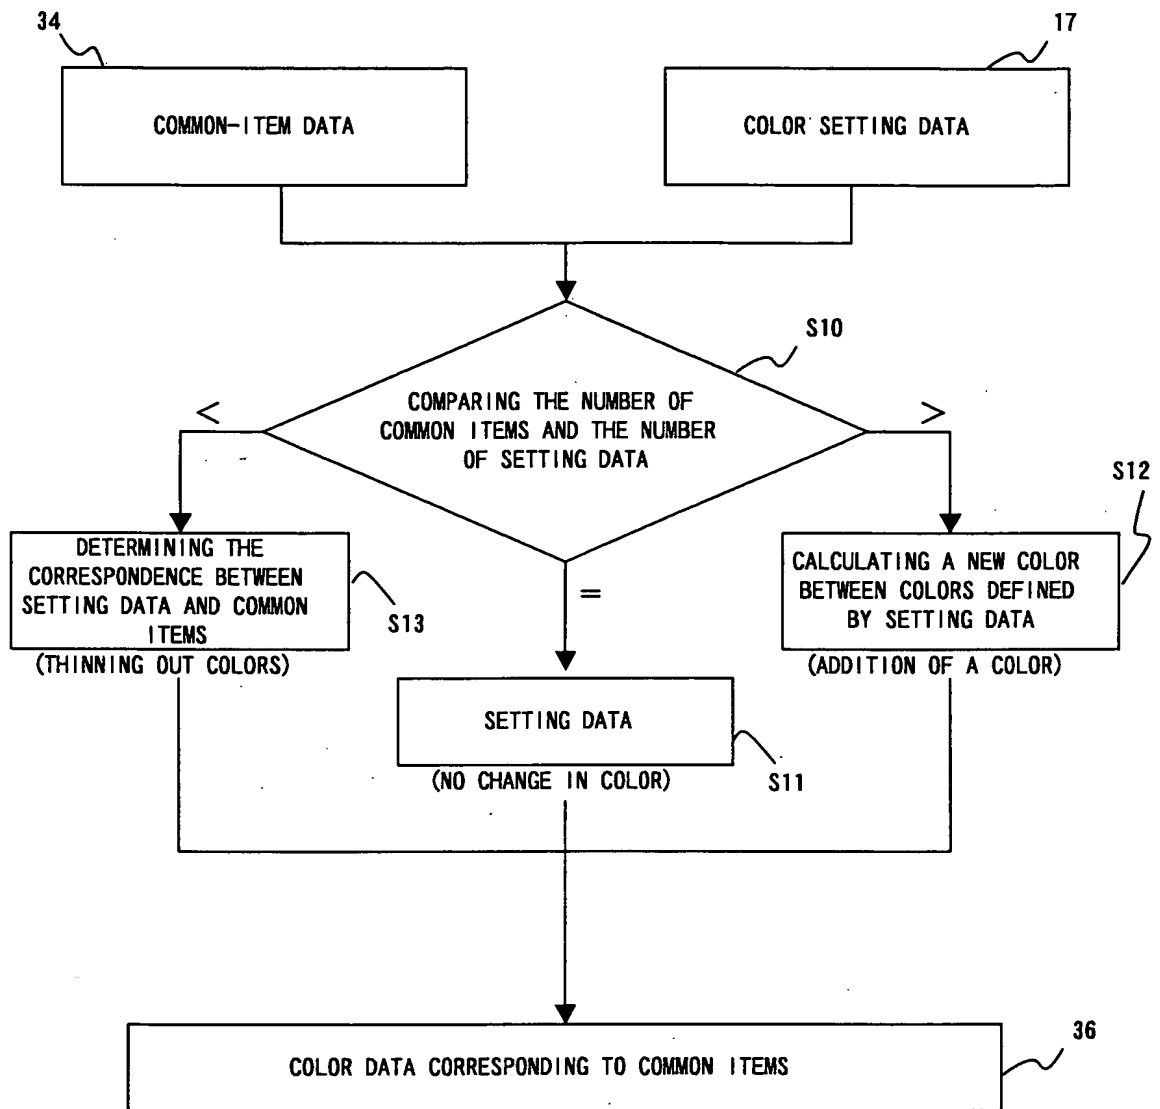 34
17
COMMON-ITEM DATA
COLOR SETTING DATA
S10
COMPARING THE NUMBER OF
COMMON ITEMS AND THE NUMBER
OF SETTING DATA
<
>
S12
DETERMINING THE
CORRESPONDENCE BETWEEN
SETTING DATA AND COMMON
ITEMS
S13
(THINNING OUT COLORS)
=
CALCULATING A NEW COLOR
BETWEEN COLORS DEFINED
BY SETTING DATA
(ADDITION OF A COLOR)
SETTING DATA
(NO CHANGE IN COLOR)
S11
36
COLOR DATA CORRESPONDING TO COMMON ITEMS